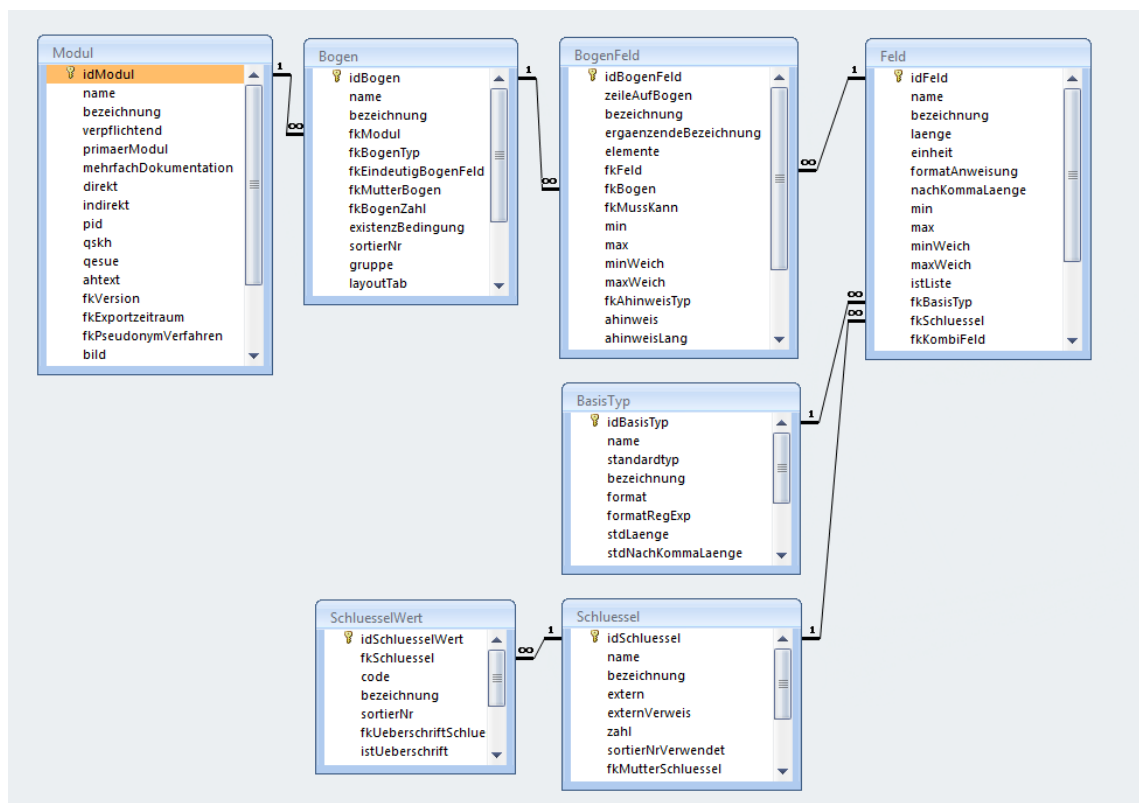 Modul
idModul
name
bezeichnung
verpflichtend
primaerModul
mehrfachDokumentation
direkt
indirekt
pid
qskh
qesue
ahtext
fkVersion
fkExportzeitraum
fkPseudonymVerfahren
bild
1
∞
Bogen
idBogen
name
bezeichnung
fkModul
fkBogenTyp
fkEindeutigBogenFeld
fkMutterBogen
fkBogenZahl
existenzBedingung
sortierNr
gruppe
layoutTab
1
∞
BogenFeld
idBogenFeld
zeileAufBogen
bezeichnung
ergaenzendeBezeichnung
elemente
fkFeld
fkBogen
fkMussKann
min
max
minWeich
maxWeich
fkAhinweisTyp
ahinweis
ahinweisLang
1
∞
Feld
idFeld
name
bezeichnung
laenge
einheit
formatAnweisung
nachKommaLaenge
min
max
minWeich
maxWeich
istListe
fkBasisTyp
fkSchluessel
fkKombiFeld
∞
∞
BasisTyp
idBasisTyp
name
standardtyp
bezeichnung
format
formatRegExp
stdLaenge
stdNachKommaLaenge
1
SchluesselWert
idSchluesselWert
fkSchluessel
code
bezeichnung
sortierNr
fkUeberschriftSchlue
istUeberschrift
1
∞
Schluessel
idSchluessel
name
bezeichnung
extern
externVerweis
zahl
sortierNrVerwendet
fkMutterSchluessel
1